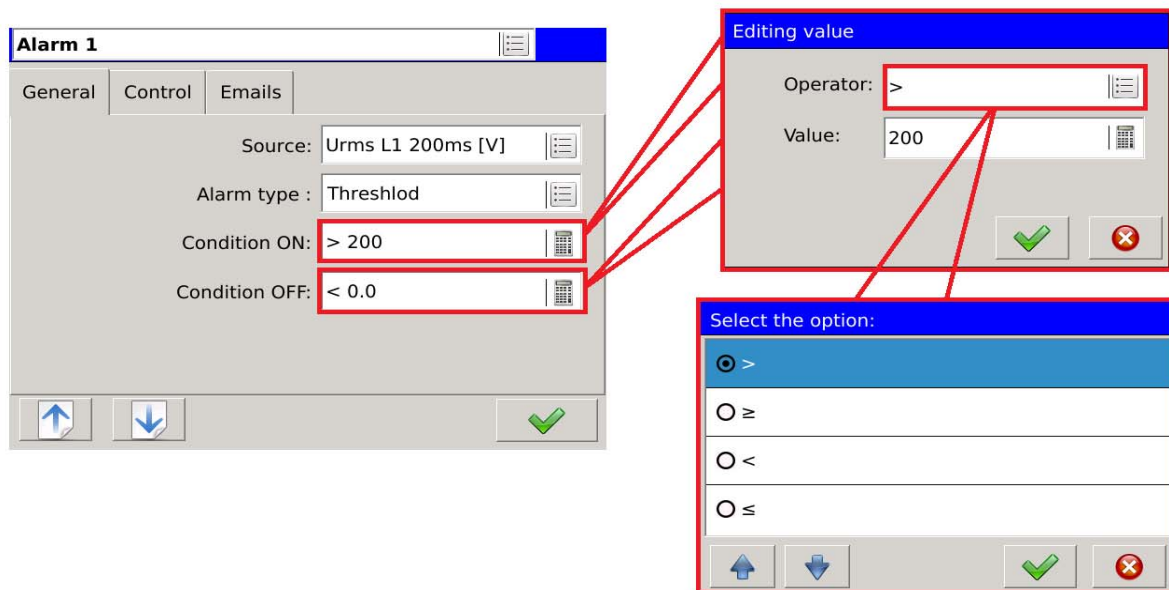 Alarm 1
General Control Emails
Source: Urms L1 200ms [V]
Alarm type : Threshlod
Condition ON: > 200
Condition OFF: < 0.0
Editing value
Operator: >
Value: 200
Select the option:
>
≥
<
≤